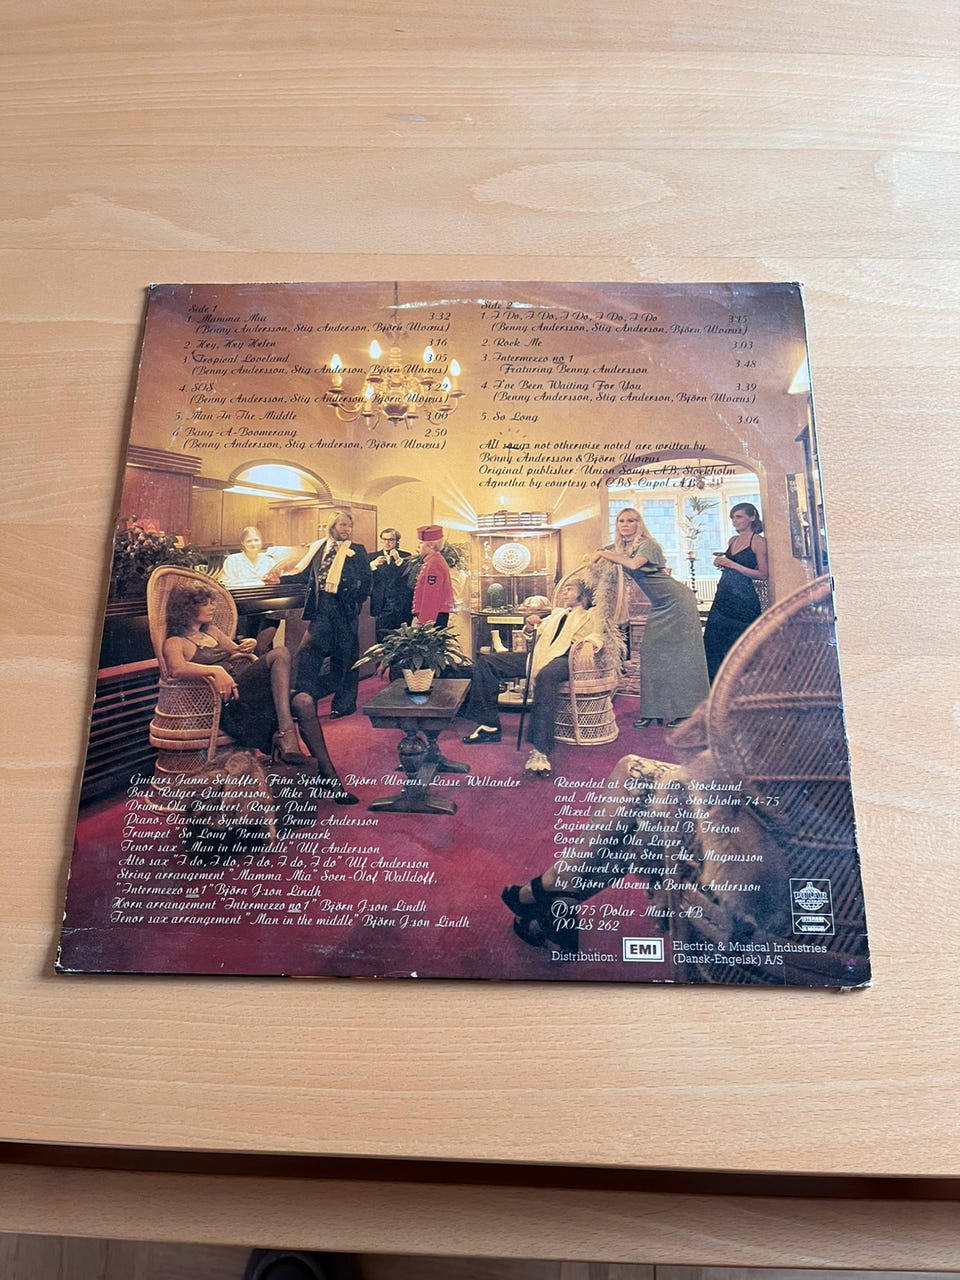 Side 1
1. Mamma Mia 3.32
(Benny Andersson, Stig Anderson, Björn Ulvæus)
2. Hey, Hey Helen 3.16
3. Tropical Loveland 3.05
(Benny Andersson, Stig Anderson, Björn Ulvæus)
4. SOS 3.22
(Benny Andersson, Stig Anderson, Björn Ulvæus)
5. Man In The Middle 3.00
6. Bang-A-Boomerang 2.50
(Benny Andersson, Stig Anderson, Björn Ulvæus)
Side 2
1. I Do, I Do, I Do, I Do, I Do 3.15
(Benny Andersson, Stig Anderson, Björn Ulvæus)
2. Rock Me 3.03
3. Intermezzo no 1
Featuring Benny Andersson 3.48
4. I've Been Waiting For You 3.39
(Benny Andersson, Stig Anderson, Björn Ulvæus)
5. So Long 3.06
All songs not otherwise noted are written by
Benny Andersson & Björn Ulvæus
Original publisher: Union Songs AB, Stockholm
Agnetha by courtesy of CBS-Cupol AB
Guitars Janne Schaffer, Finn Sjöberg, Björn Ulvæus, Lasse Wellander
Bass Rutger Gunnarsson, Mike Watson
Drums Ola Brunkert, Roger Palm
Piano, Clavinet, Synthesizer Benny Andersson
Trumpet "So Long" Bruno Glenmark
Tenor sax "Man in the middle" Ulf Andersson
Alto sax "I do, I do, I do, I do, I do" Ulf Andersson
String arrangement "Mamma Mia" Sven-Olof Walldoff,
"Intermezzo no 1" Björn J:son Lindh
Horn arrangement "Intermezzo no 1" Björn J:son Lindh
Tenor sax arrangement "Man in the middle" Björn J:son Lindh
Recorded at Glenstudio, Stocksund
and Metronome Studio, Stockholm 74-75
Mixed at Metronome Studio
Engineered by Michael B. Tretow
Cover photo Ola Lager
Album Design Sten-Åke Magnusson
Produced & Arranged
by Björn Ulvæus & Benny Andersson
Ⓟ 1975 Polar Music AB
POLS 262
POLAR
STEREO
Distribution: EMI Electric & Musical Industries
(Dansk-Engelsk) A/S